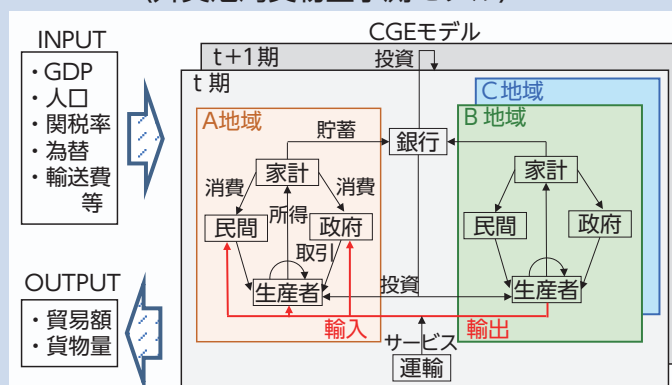 INPUT
・GDP
・人口
・関税率
・為替
・輸送費
等
OUTPUT
・貿易額
・貨物量
CGEモデル
t+1期
投資
t 期
A地域
貯蓄
銀行
C地域
B 地域
家計
消費
消費
民間
所得
政府
取引
生産者
家計
民間
政府
生産者
投資
輸入
輸出
サービス
運輸